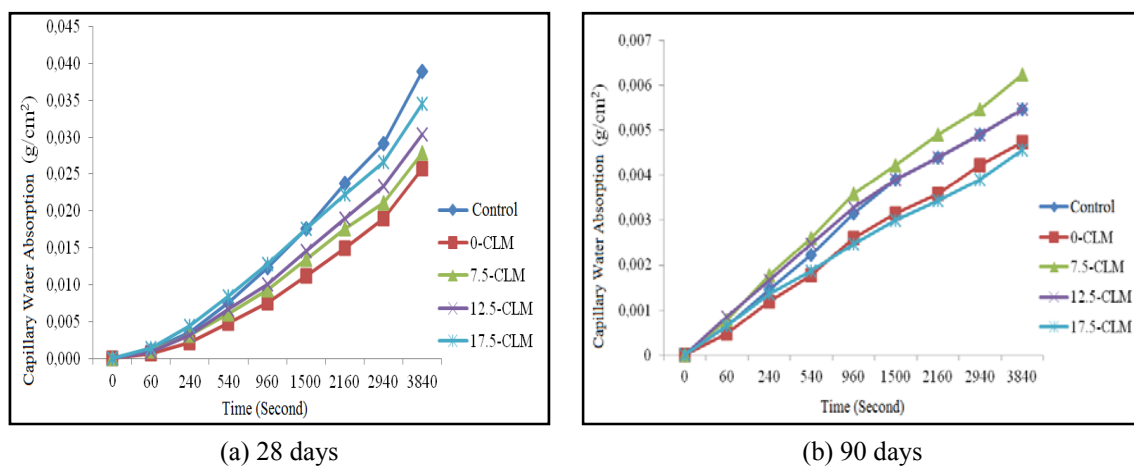 0,045
0,040
0,035
0,030
0,025
0,020
0,015
0,010
0,005
0,000
Capillary Water Absorption (g/cm²)
0 60 240 540 960 1500 2160 2940 3840
Time (Second)
Control
0-CLM
7.5-CLM
12.5-CLM
17.5-CLM
(a) 28 days
0,007
0,006
0,005
0,004
0,003
0,002
0,001
0
Capillary Water Absorption (g/cm²)
0 60 240 540 960 1500 2160 2940 3840
Time (Second)
Control
0-CLM
7.5-CLM
12.5-CLM
17.5-CLM
(b) 90 days